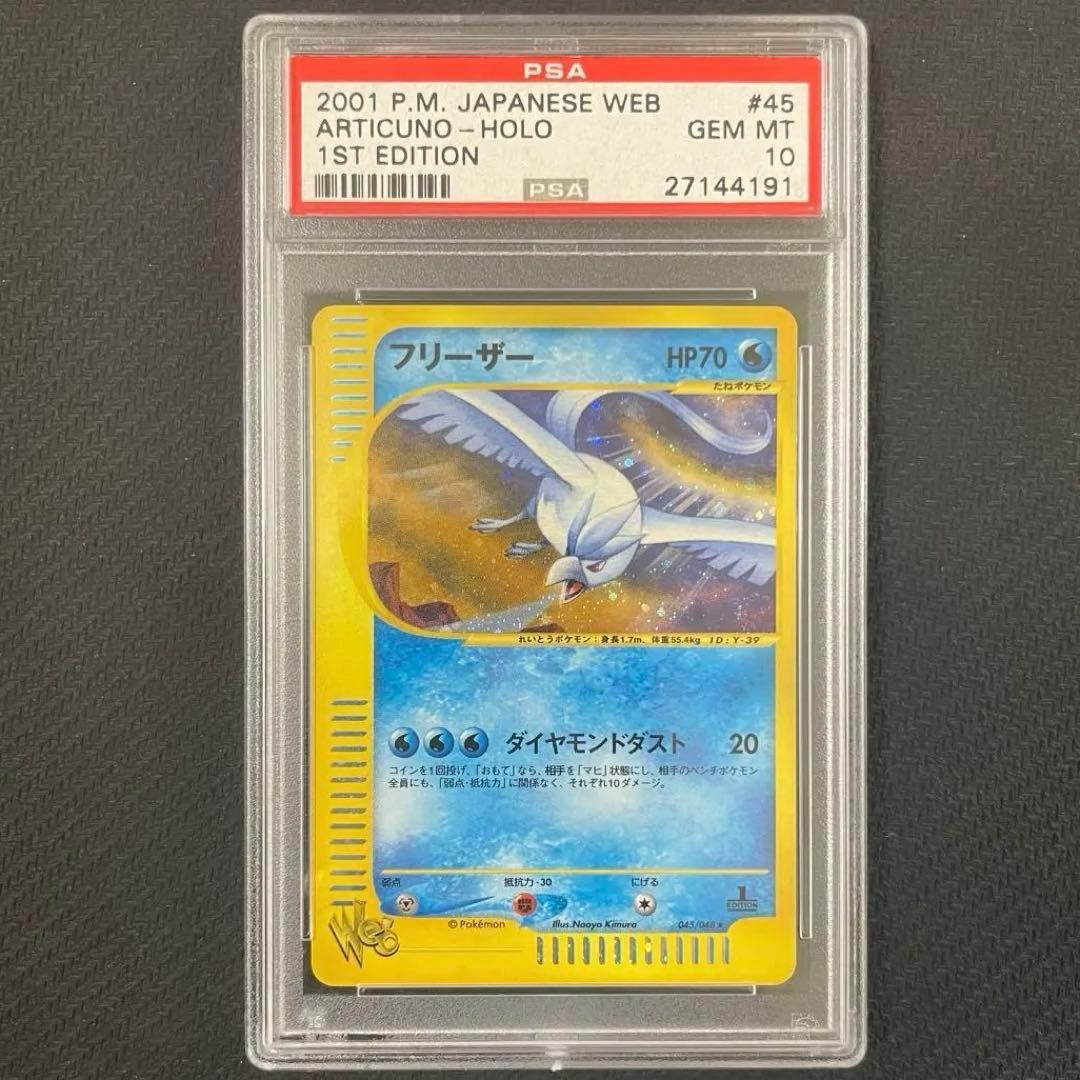 PSA
2001 P.M. JAPANESE WEB #45
ARTICUNO - HOLO GEM MT
1ST EDITION 10
PSA 27144191
フリーザー HP70
たねポケモン
れいとうポケモン：身長1.7m、体重55.4kg ID:Y-39
ダイヤモンドダスト 20
コインを1回投げ、「おもて」なら、相手を「マヒ」状態にし、相手のベンチポケモン
全員にも、「弱点・抵抗力」に関係なく、それぞれ10ダメージ。
弱点 抵抗力-30 にげる
1
EDITION
Web
©Pokémon Illus.Naoyo Kimura 045/048★